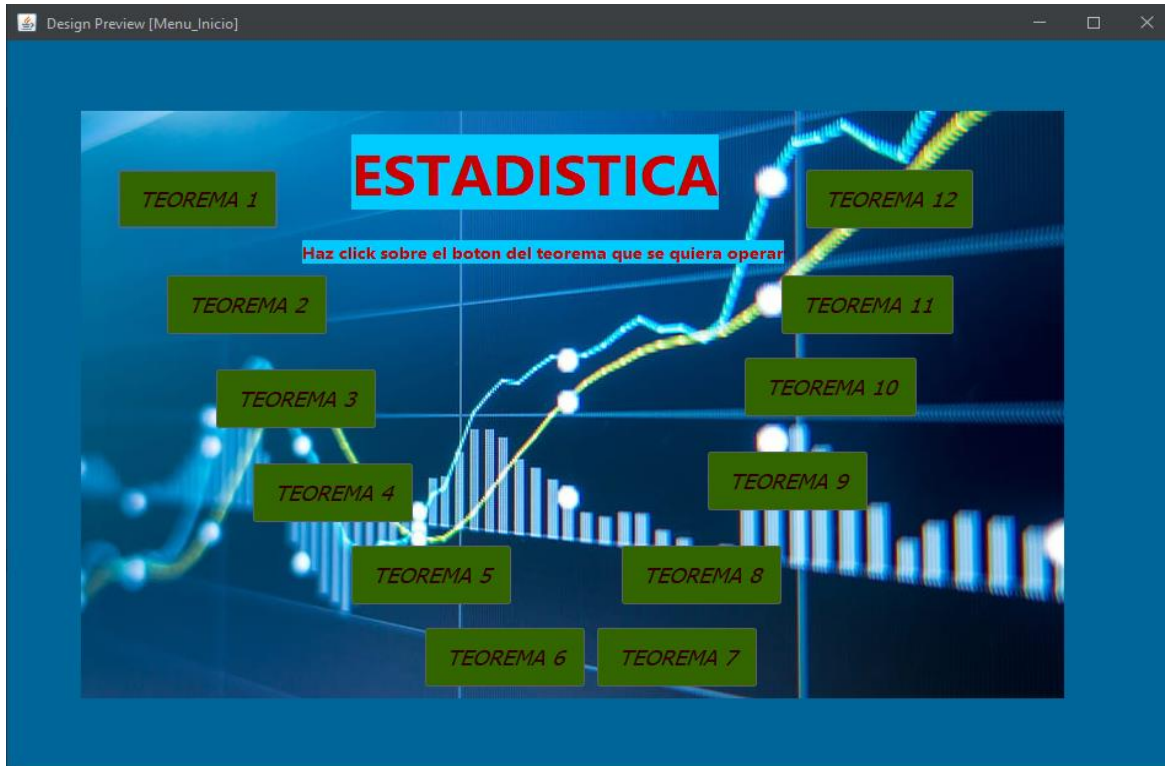 Design Preview [Menu_Inicio]
ESTADISTICA
Haz click sobre el boton del teorema que se quiera operar
TEOREMA 1
TEOREMA 2
TEOREMA 3
TEOREMA 4
TEOREMA 5
TEOREMA 6
TEOREMA 7
TEOREMA 8
TEOREMA 9
TEOREMA 10
TEOREMA 11
TEOREMA 12